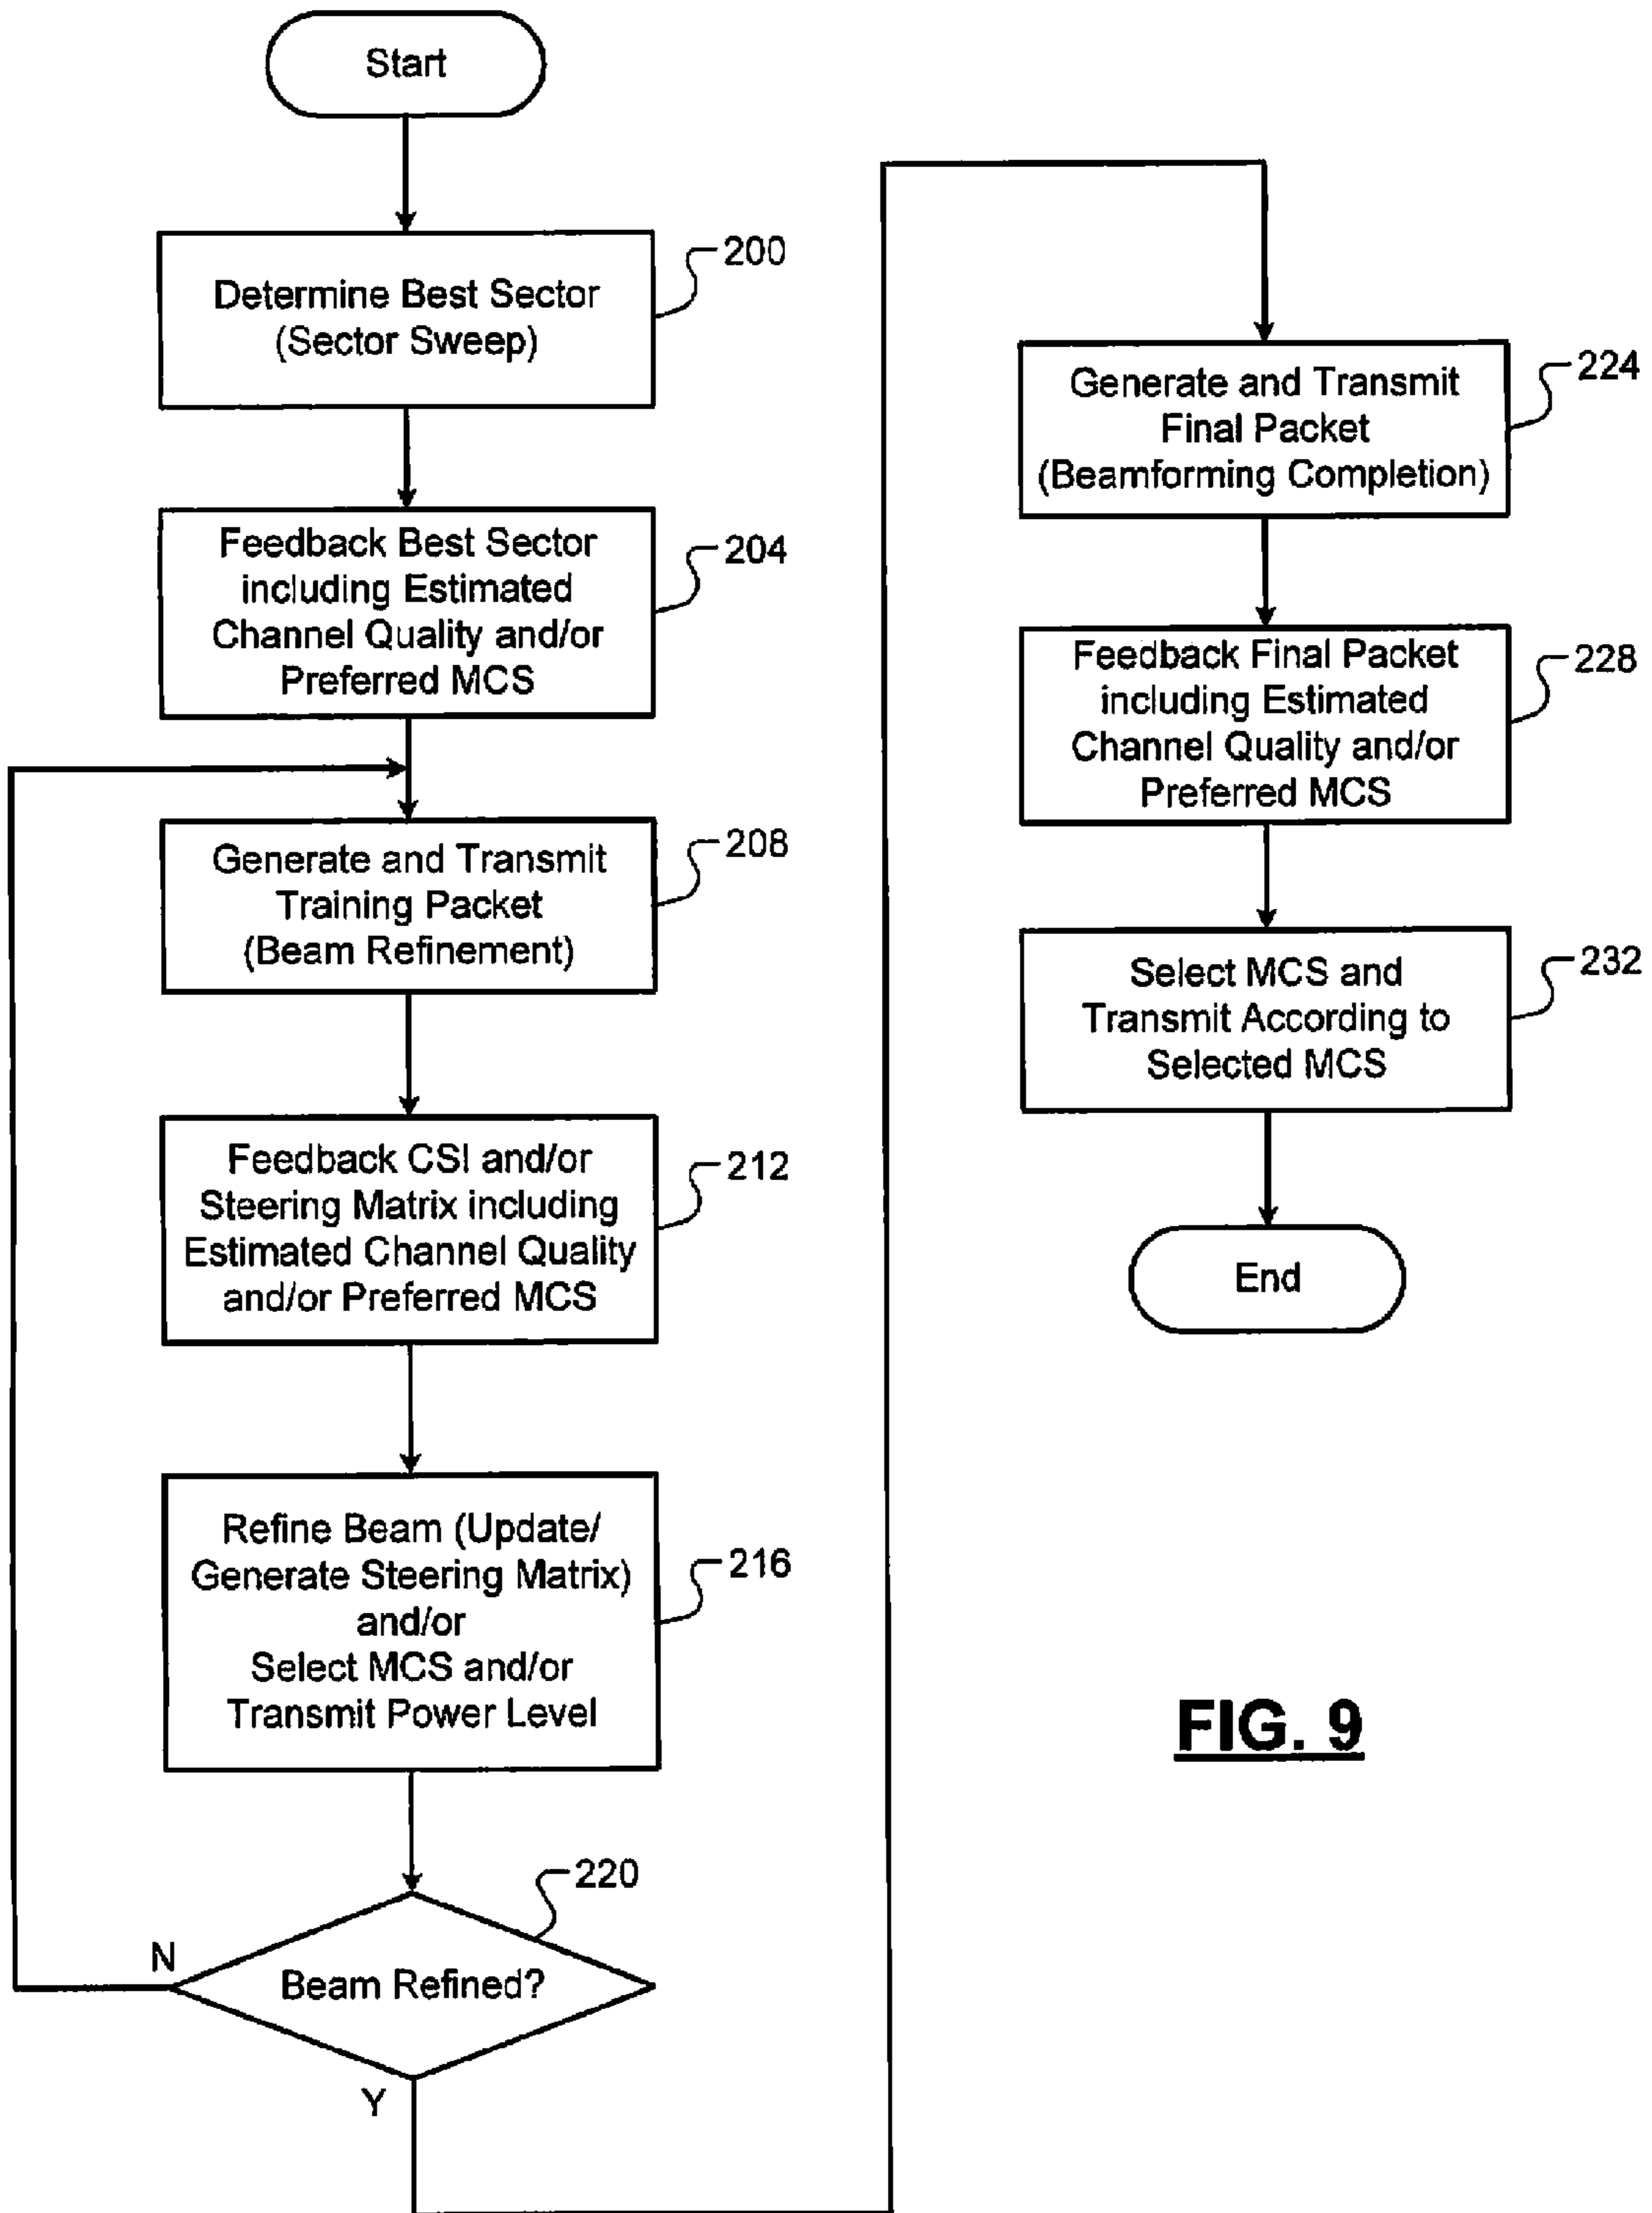 Start
Determine Best Sector
(Sector Sweep)
200
Feedback Best Sector
including Estimated
Channel Quality and/or
Preferred MCS
204
Generate and Transmit
Training Packet
(Beam Refinement)
208
Feedback CSI and/or
Steering Matrix including
Estimated Channel Quality
and/or Preferred MCS
212
Refine Beam (Update/
Generate Steering Matrix)
and/or
Select MCS and/or
Transmit Power Level
216
220
Beam Refined?
N
Y
Generate and Transmit
Final Packet
(Beamforming Completion)
224
Feedback Final Packet
including Estimated
Channel Quality and/or
Preferred MCS
228
Select MCS and
Transmit According to
Selected MCS
232
End
FIG. 9